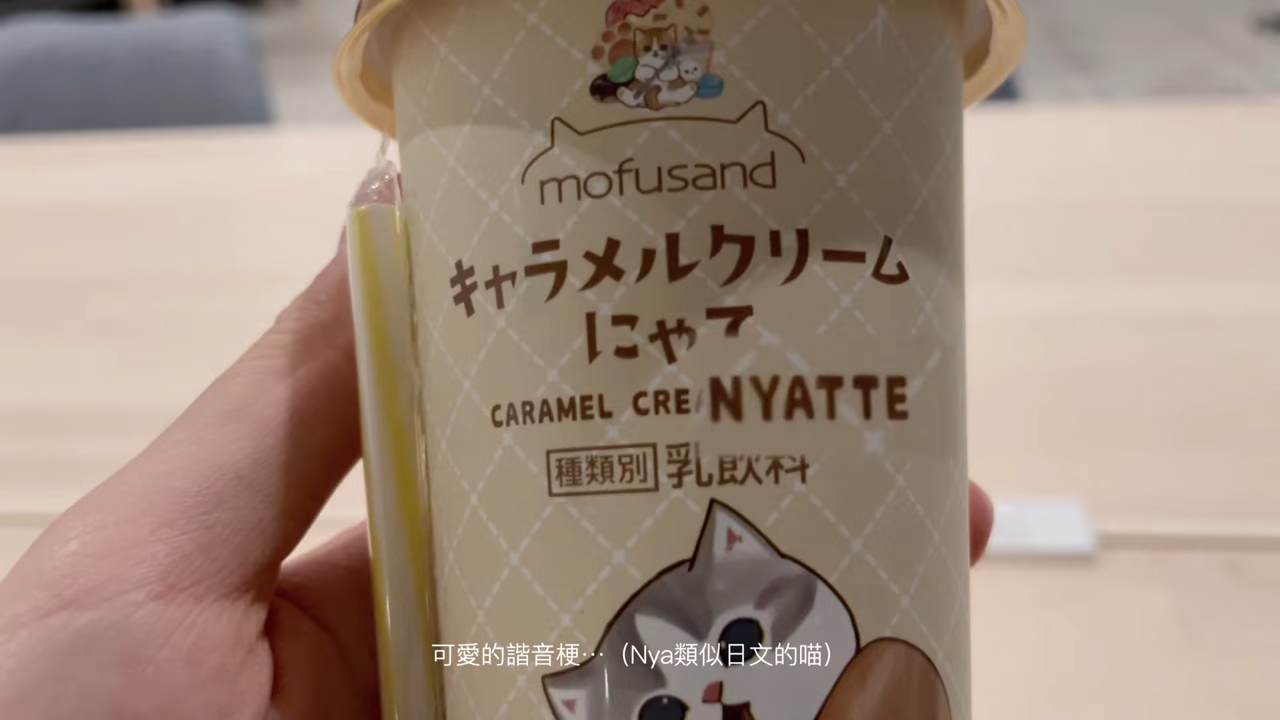 mofusand
キャラメルクリーム
にゃて
CARAMEL CRE NYATTE
種類別 乳飲料
可愛的諧音梗…（Nya類似日文的喵）